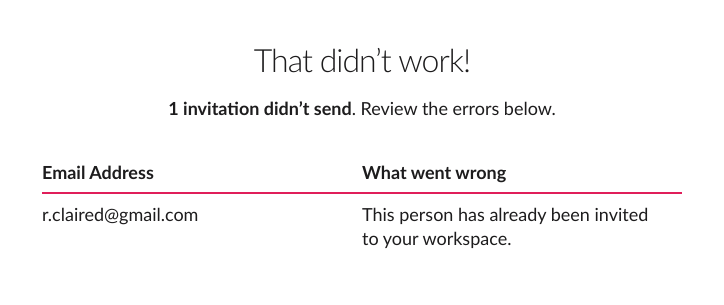 That didn’t work!
1 invitation didn’t send. Review the errors below.
Email Address What went wrong
r.claired@gmail.com This person has already been invited
to your workspace.